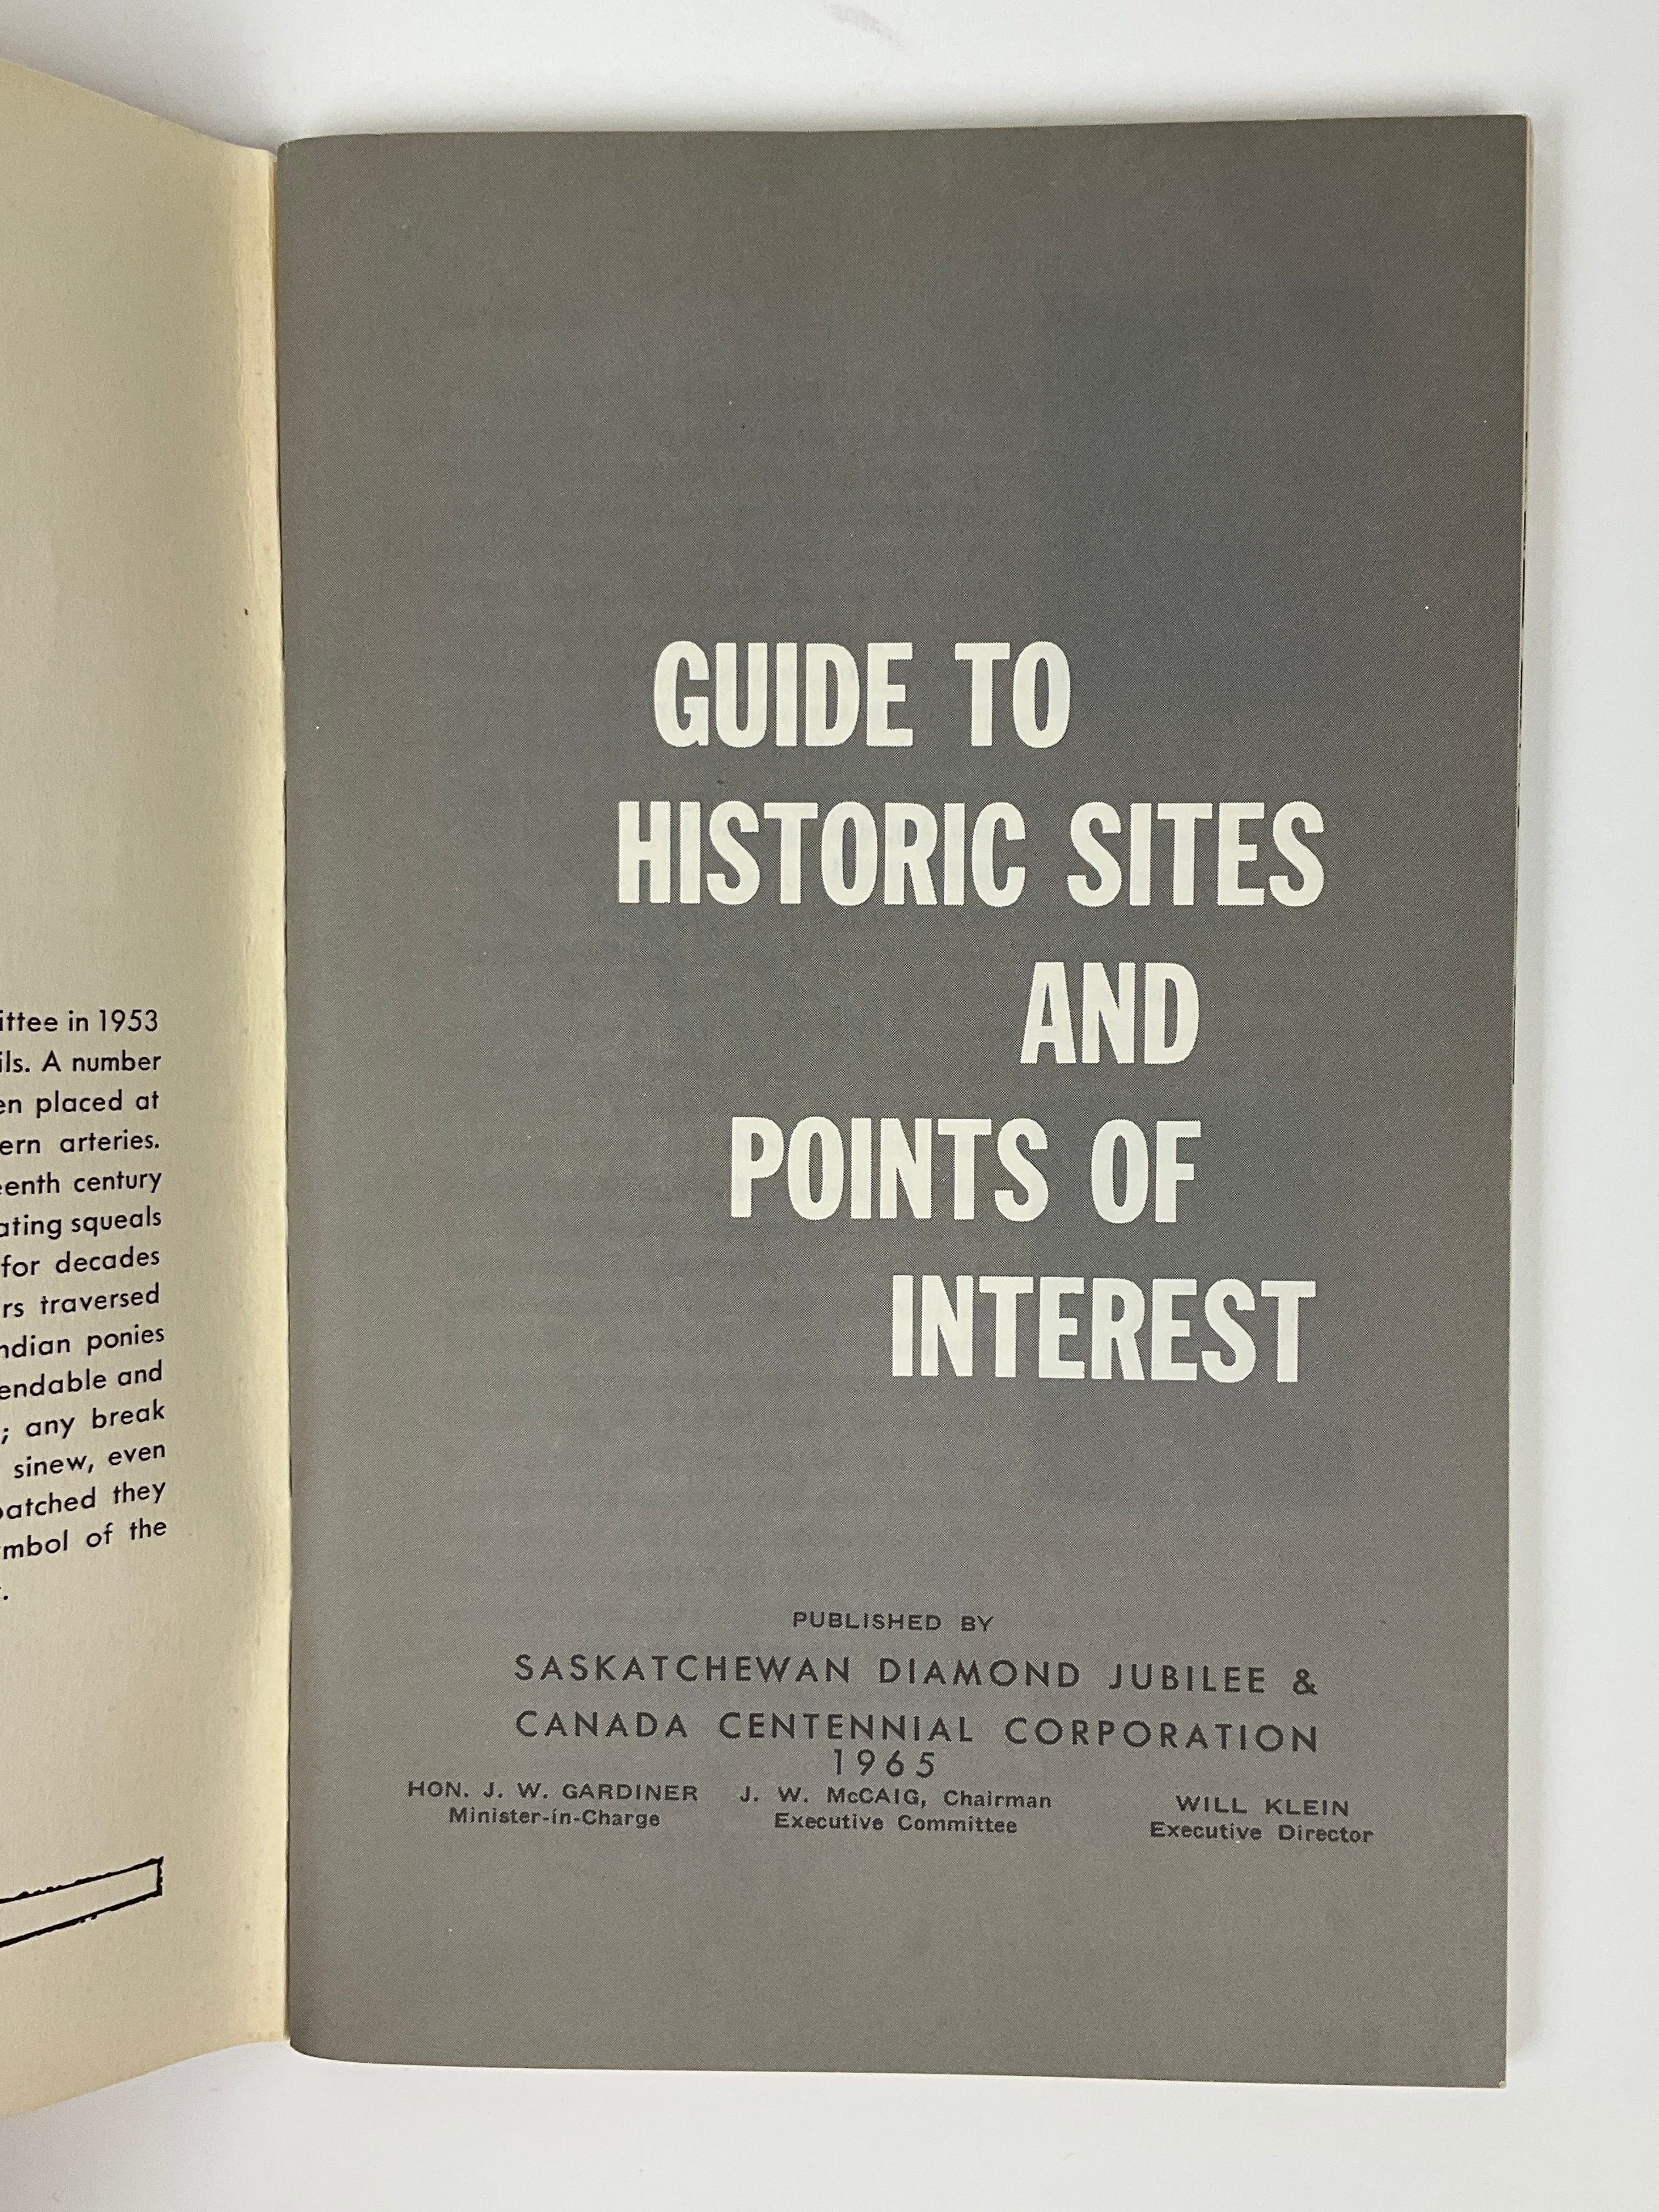 ittee in 1953
ils. A number
en placed at
ern arteries.
eenth century
ating squeals
for decades
rs traversed
ndian ponies
endable and
; any break
sinew, even
patched they
mbol of the
.
GUIDE TO
HISTORIC SITES
AND
POINTS OF
INTEREST
PUBLISHED BY
SASKATCHEWAN DIAMOND JUBILEE &
CANADA CENTENNIAL CORPORATION
1965
HON. J. W. GARDINER J. W. McCAIG, Chairman WILL KLEIN
Minister-in-Charge Executive Committee Executive Director